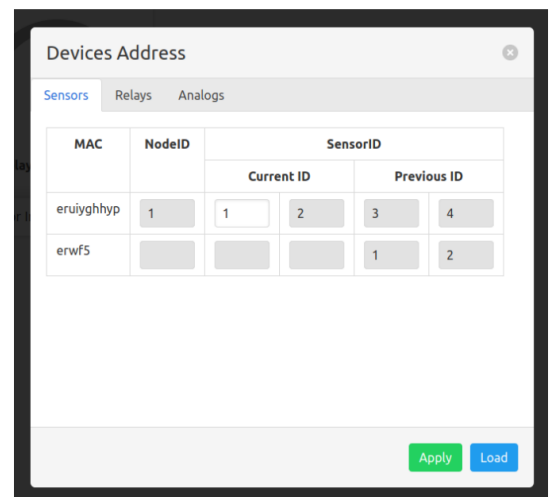 Devices Address
Sensors Relays Analogs
MAC NodeID SensorID
Current ID Previous ID
eruiyghhyp 1 1 2 3 4
erwf5 1 2
Apply Load